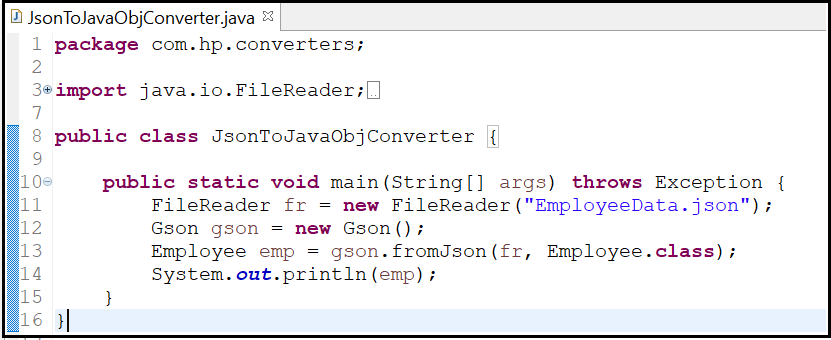 JsonToJavaObjConverter.java
1 package com.hp.converters;
2
3 import java.io.FileReader;
7
8 public class JsonToJavaObjConverter {
9
10 public static void main(String[] args) throws Exception {
11 FileReader fr = new FileReader("EmployeeData.json");
12 Gson gson = new Gson();
13 Employee emp = gson.fromJson(fr, Employee.class);
14 System.out.println(emp);
15 }
16 }